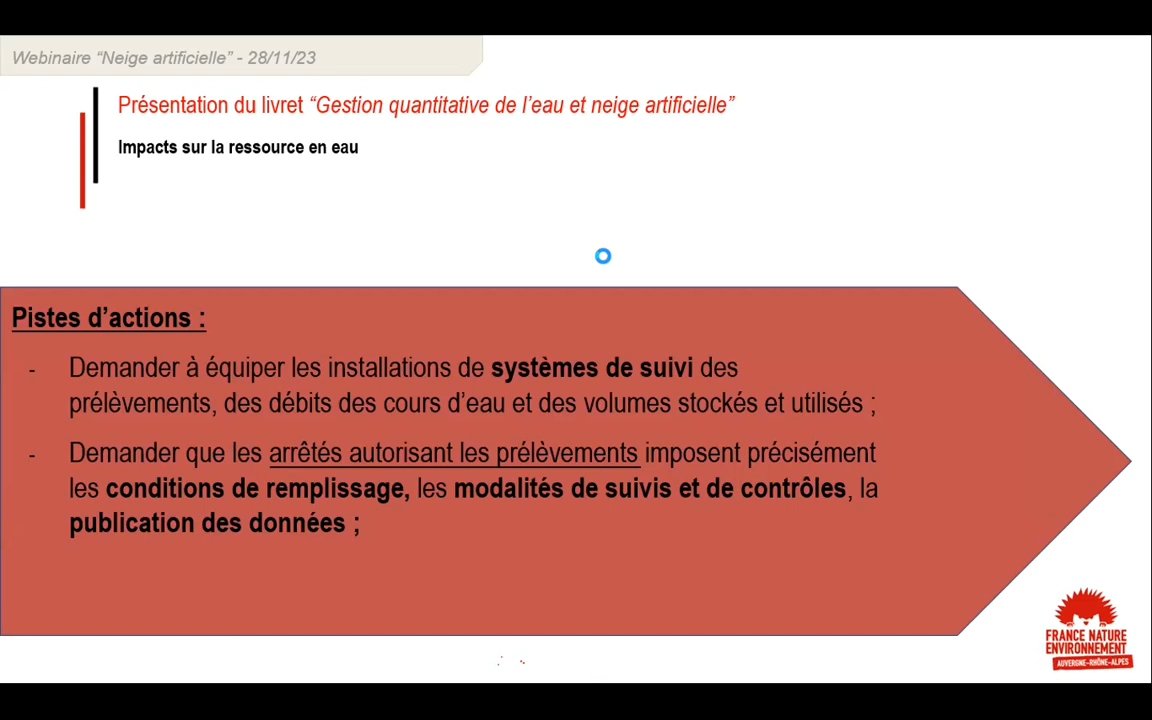 Webinaire “Neige artificielle” - 28/11/23
Présentation du livret “Gestion quantitative de l’eau et neige artificielle”
Impacts sur la ressource en eau
Pistes d’actions :
- Demander à équiper les installations de systèmes de suivi des
prélèvements, des débits des cours d’eau et des volumes stockés et utilisés ;
- Demander que les arrêtés autorisant les prélèvements imposent précisément
les conditions de remplissage, les modalités de suivis et de contrôles, la
publication des données ;
FRANCE NATURE
ENVIRONNEMENT
AUVERGNE-RHÔNE-ALPES